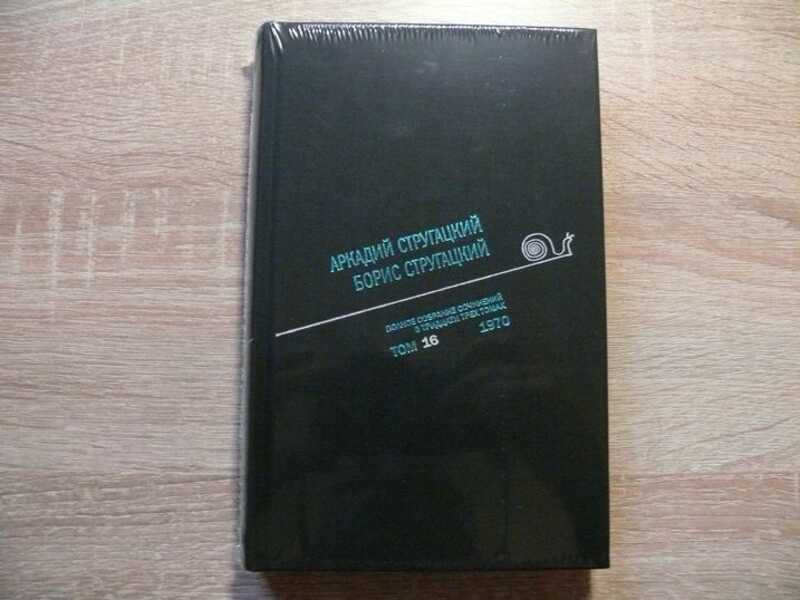 АРКАДИЙ СТРУГАЦКИЙ
БОРИС СТРУГАЦКИЙ
ПОЛНОЕ СОБРАНИЕ СОЧИНЕНИЙ
В ТРИДЦАТИ ТРЕХ ТОМАХ
ТОМ 16 1970